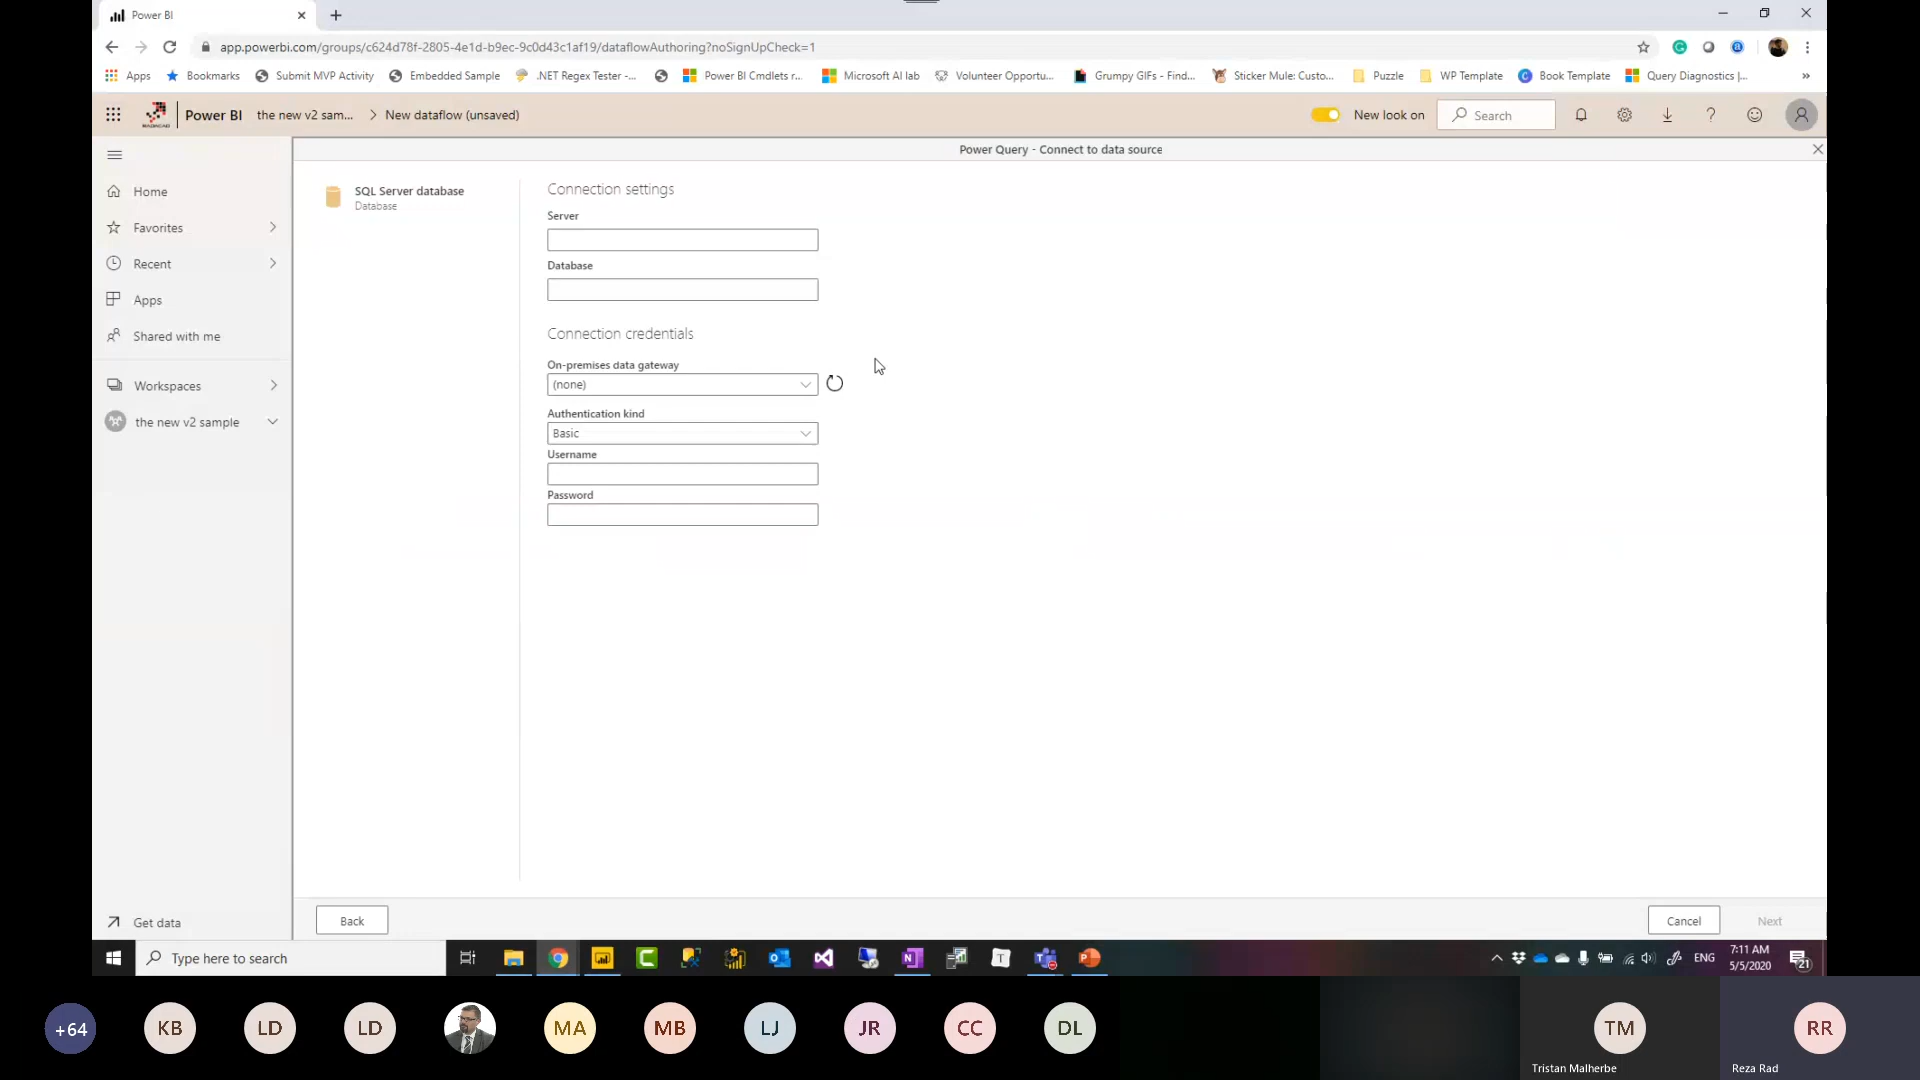 Power BI
app.powerbi.com/groups/c624d78f-2805-4e1d-b9ec-9c0d43c1af19/dataflowAuthoring?noSignUpCheck=1
Apps Bookmarks Submit MVP Activity Embedded Sample .NET Regex Tester -... Power BI Cmdlets r... Microsoft AI lab Volunteer Opportu... Grumpy GIFs - Find... Sticker Mule: Custo... Puzzle WP Template Book Template Query Diagnostics |... »
Power BI the new v2 sam... > New dataflow (unsaved) New look on Search
Power Query - Connect to data source
Home
Favorites
Recent
Apps
Shared with me
Workspaces
the new v2 sample
Get data
SQL Server database
Database
Connection settings
Server
Database
Connection credentials
On-premises data gateway
(none)
Authentication kind
Basic
Username
Password
Back Cancel Next
Type here to search ENG 7:11 AM
5/5/2020 21
+64 KB LD LD MA MB LJ JR CC DL TM RR
Tristan Malherbe Reza Rad